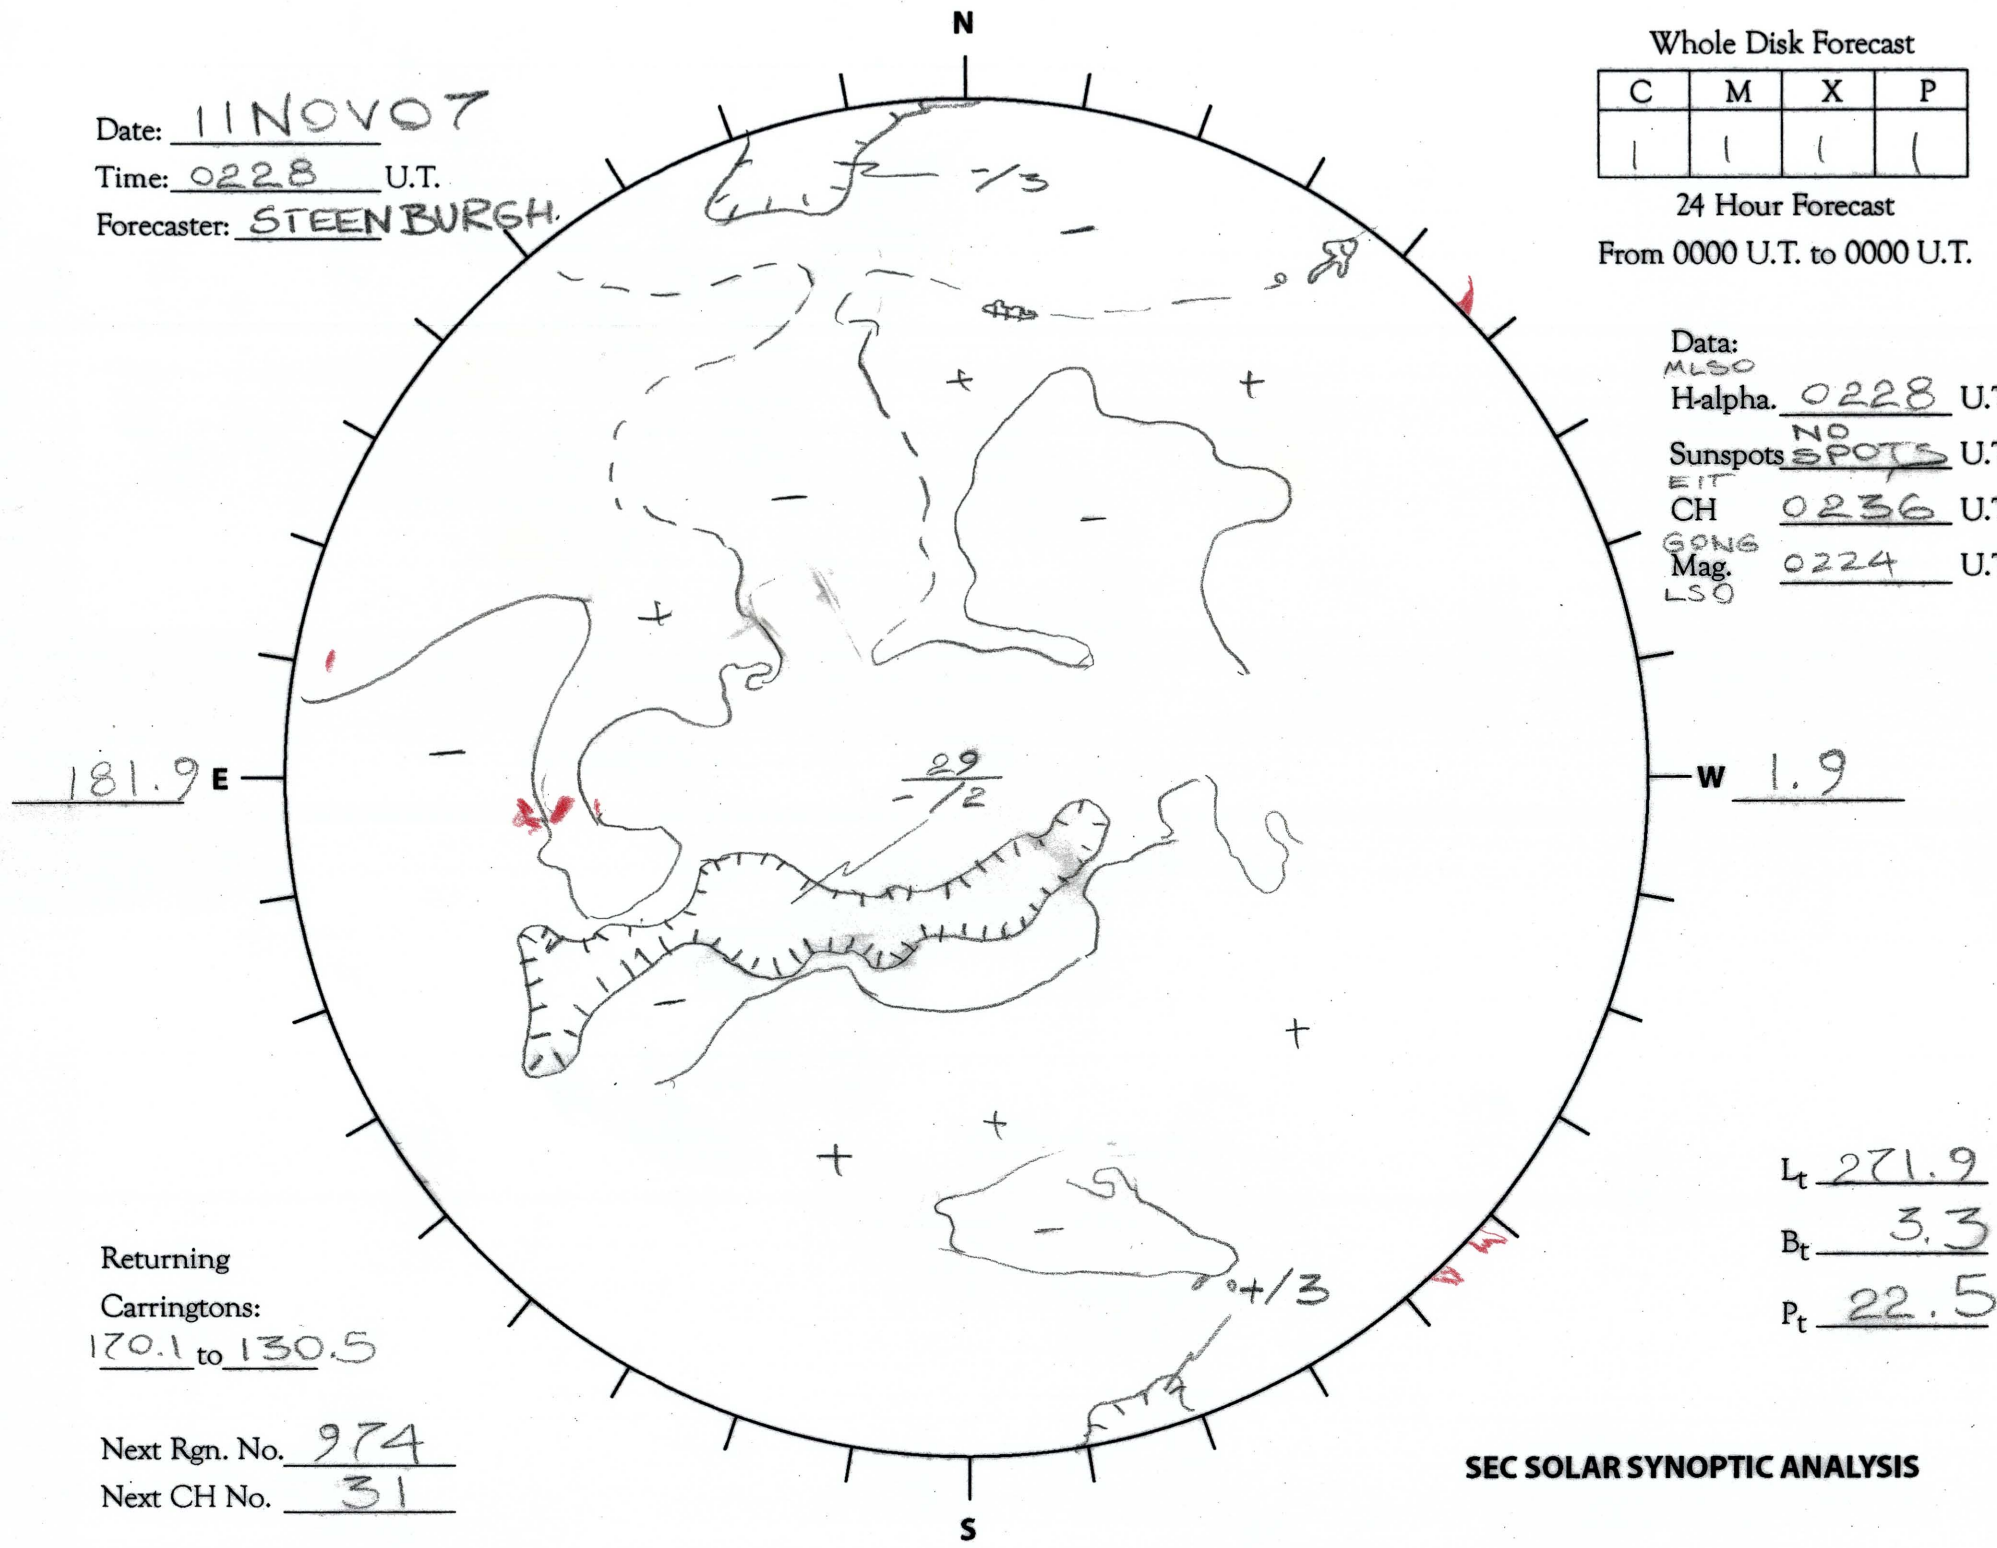 N
Date: 11NOV07
Time: 0228 U.T.
Forecaster: STEENBURGH.
Whole Disk Forecast
C M X P
1 1 1 1
24 Hour Forecast
From 0000 U.T. to 0000 U.T.
-/3
-
+ +
Data:
MLSO
H-alpha. 0228 U.T
NO
Sunspots SPOTS U.T
EIT
CH 0236 U.T
GONG
Mag. 0224 U.T
LSO
- -
+
-
181.9 E
29
-/2
W 1.9
-
+
+
+
-
+/3
Lt 271.9
Bt 3.3
Pt 22.5
Returning
Carringtons:
170.1 to 130.5
Next Rgn. No. 974
Next CH No. 31
SEC SOLAR SYNOPTIC ANALYSIS
S